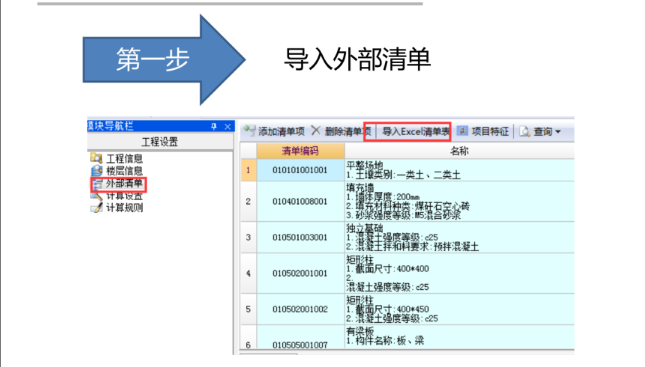 第一步
导入外部清单
模块导航栏
工程设置
工程信息
楼层信息
外部清单
计算设置
计算规则
添加清单项 删除清单项 导入Excel清单表 项目特征 查询
清单编码 名称
1 010101001001 平整场地
1.土壤类别:一类土、二类土
2 010401008001 填充墙
1.墙体厚度:200mm
2.填充材料种类:煤矸石空心砖
3.砂浆强度等级:M5混合砂浆
3 010501003001 独立基础
1.混凝土强度等级:c25
2.混凝土拌和料要求:预拌混凝土
4 010502001001 矩形柱
1.截面尺寸:400*400
2.
混凝土强度等级:c25
5 010502001002 矩形柱
1.截面尺寸:400*450
2.混凝土强度等级:c25
6 010505001007 有梁板
1.构件名称:板、梁